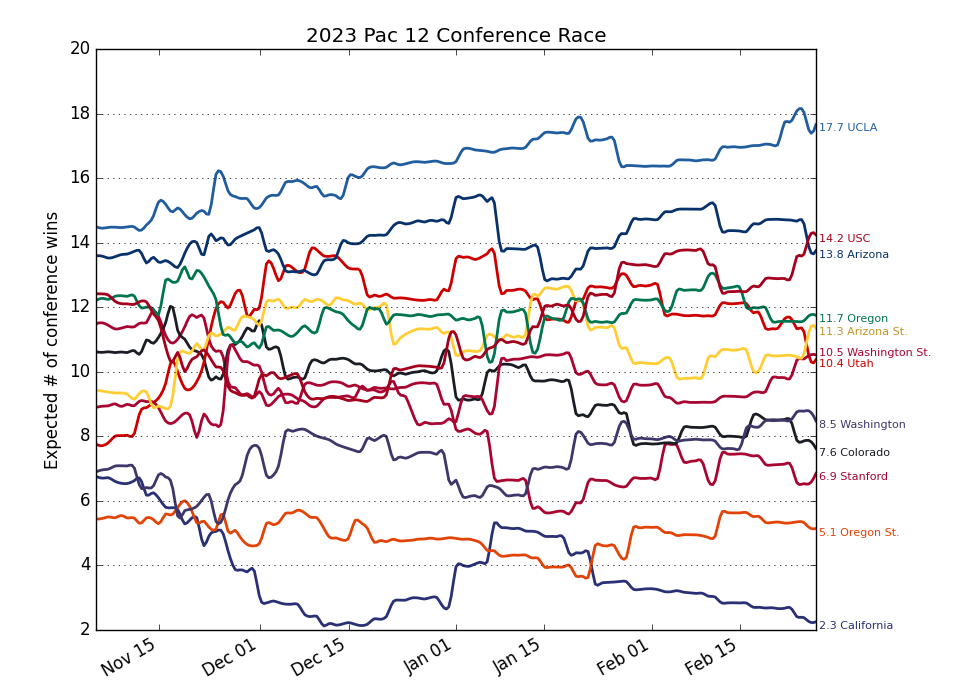 2023 Pac 12 Conference Race
Expected # of conference wins
20
18
16
14
12
10
8
6
4
2
17.7 UCLA
14.2 USC
13.8 Arizona
11.7 Oregon
11.3 Arizona St.
10.5 Washington St.
10.4 Utah
8.5 Washington
7.6 Colorado
6.9 Stanford
5.1 Oregon St.
2.3 California
Nov 15
Dec 01
Dec 15
Jan 01
Jan 15
Feb 01
Feb 15